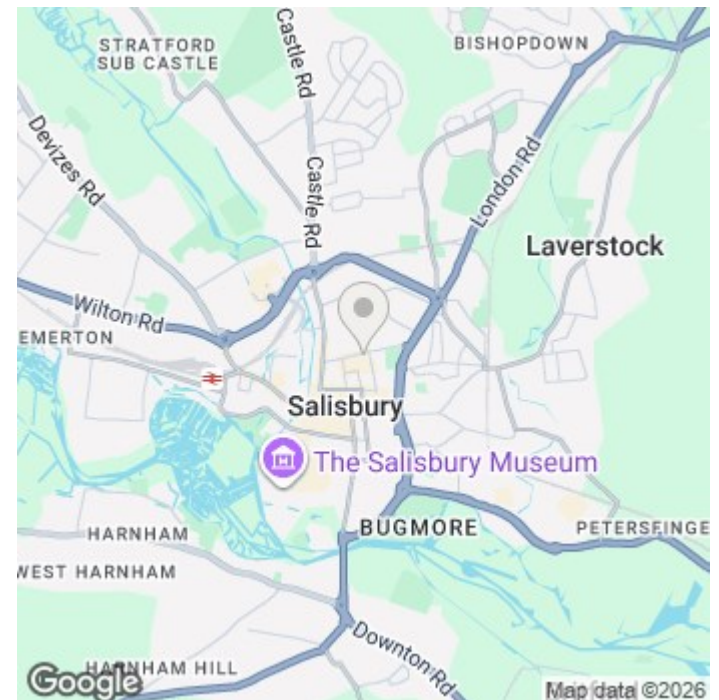 STRATFORD
SUB CASTLE
Castle Rd
BISHOPDOWN
Devizes Rd
Castle Rd
London Rd
Laverstock
Wilton Rd
EMERTON
Salisbury
The Salisbury Museum
HARNHAM
BUGMORE
PETERSFINGE
WEST HARNHAM
Downton Rd
HARNHAM HILL
Google
Map data ©2026